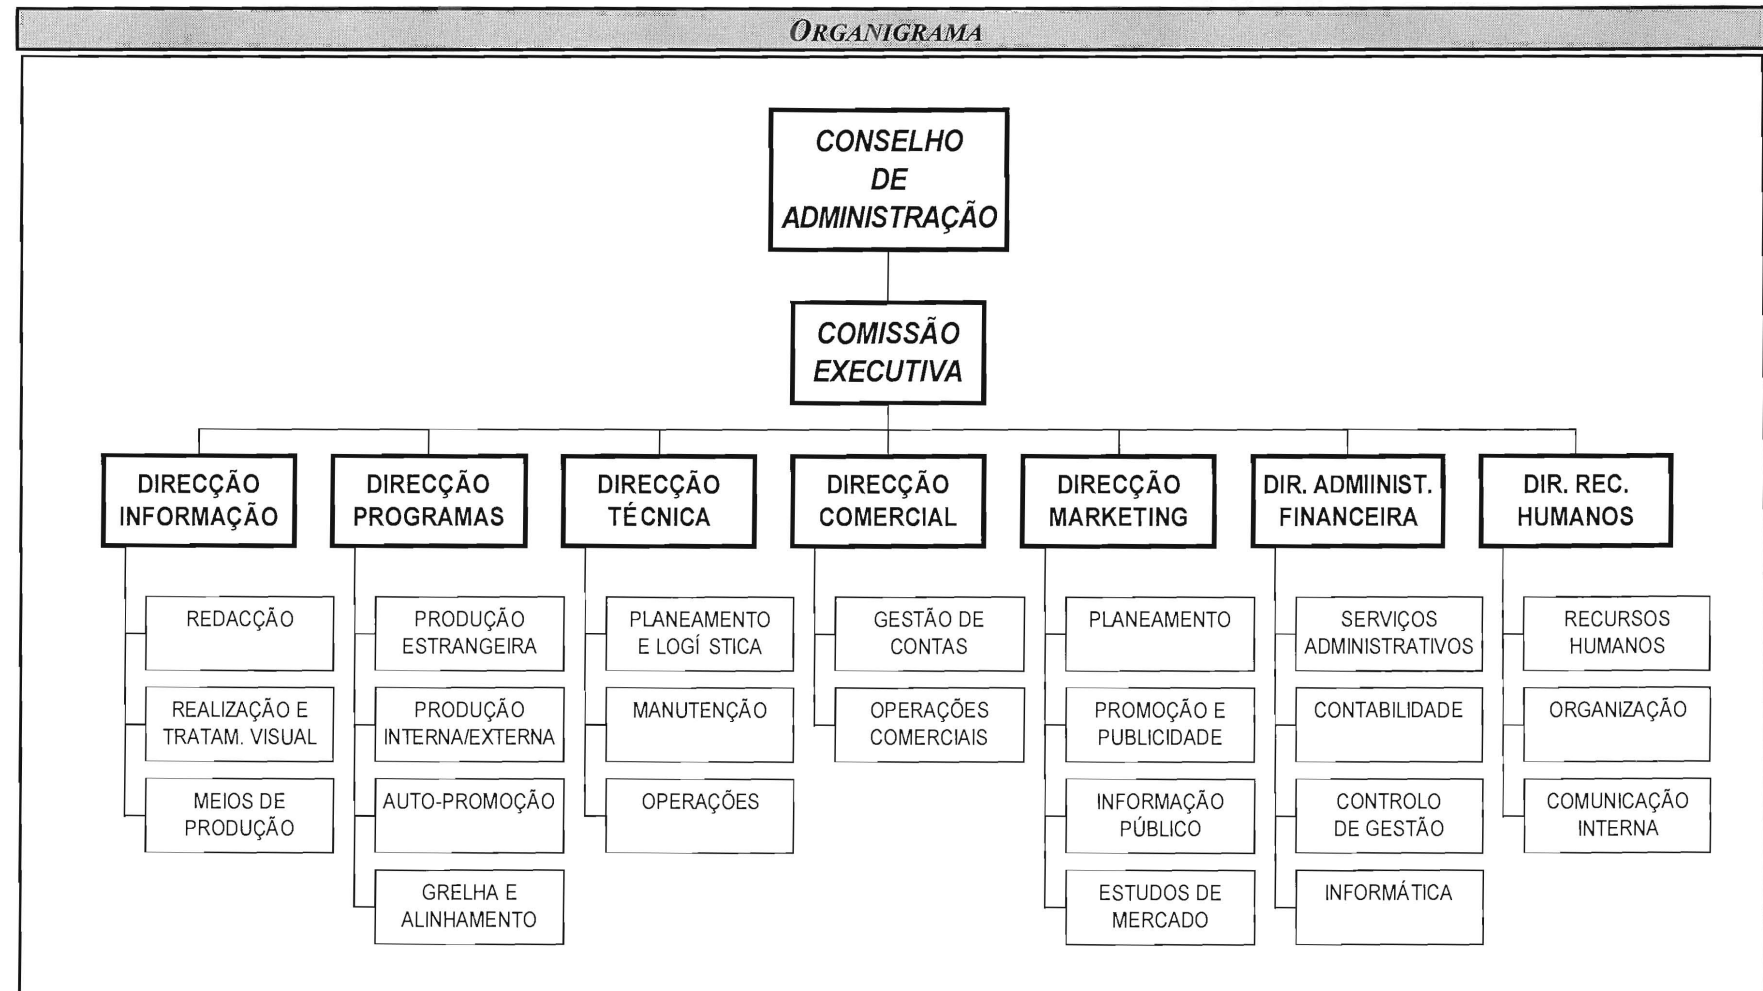 ORGANIGRAMA
CONSELHO
DE
ADMINISTRAÇÃO
COMISSÃO
EXECUTIVA
DIRECÇÃO
INFORMAÇÃO
DIRECÇÃO
PROGRAMAS
DIRECÇÃO
TÉCNICA
DIRECÇÃO
COMERCIAL
DIRECÇÃO
MARKETING
DIR. ADMIINIST.
FINANCEIRA
DIR. REC.
HUMANOS
REDACÇÃO
REALIZAÇÃO E
TRATAM. VISUAL
MEIOS DE
PRODUÇÃO
PRODUÇÃO
ESTRANGEIRA
PRODUÇÃO
INTERNA/EXTERNA
AUTO-PROMOÇÃO
GRELHA E
ALINHAMENTO
PLANEAMENTO
E LOGÍ STICA
MANUTENÇÃO
OPERAÇÕES
GESTÃO DE
CONTAS
OPERAÇÕES
COMERCIAIS
PLANEAMENTO
PROMOÇÃO E
PUBLICIDADE
INFORMAÇÃO
PÚBLICO
ESTUDOS DE
MERCADO
SERVIÇOS
ADMINISTRATIVOS
CONTABILIDADE
CONTROLO
DE GESTÃO
INFORMÁTICA
RECURSOS
HUMANOS
ORGANIZAÇÃO
COMUNICAÇÃO
INTERNA